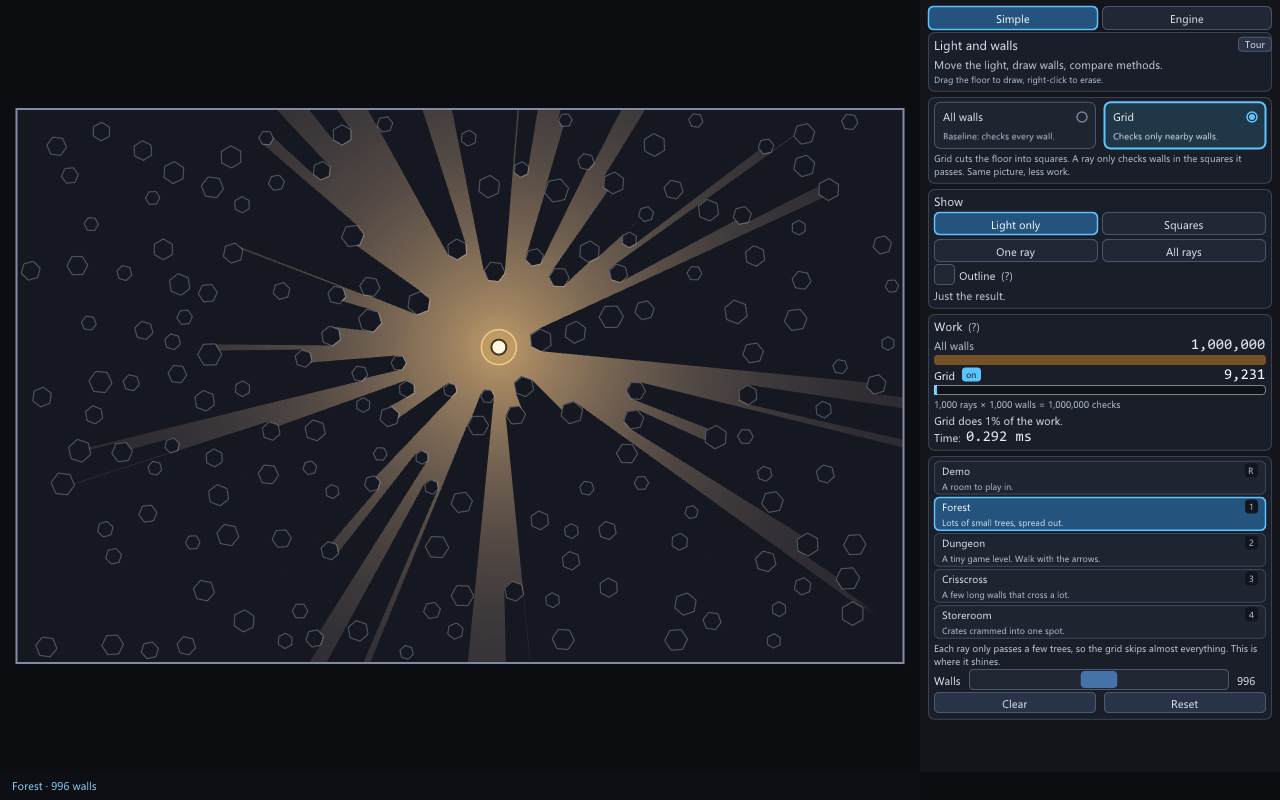 Simple
Engine
Light and walls
Tour
Move the light, draw walls, compare methods.
Drag the floor to draw, right-click to erase.
All walls
Baseline: checks every wall.
Grid
Checks only nearby walls.
Grid cuts the floor into squares. A ray only checks walls in the squares it
passes. Same picture, less work.
Show
Light only
Squares
One ray
All rays
Outline (?)
Just the result.
Work (?)
All walls 1,000,000
Grid on 9,231
1,000 rays × 1,000 walls = 1,000,000 checks
Grid does 1% of the work.
Time: 0.292 ms
Demo R
A room to play in.
Forest 1
Lots of small trees, spread out.
Dungeon 2
A tiny game level. Walk with the arrows.
Crisscross 3
A few long walls that cross a lot.
Storeroom 4
Crates crammed into one spot.
Each ray only passes a few trees, so the grid skips almost everything. This is
where it shines.
Walls 996
Clear
Reset
Forest · 996 walls